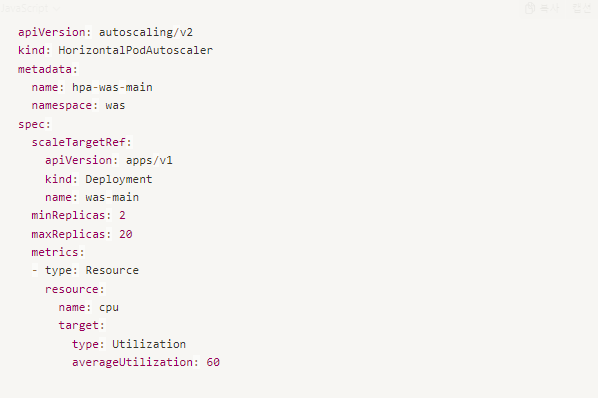 apiVersion: autoscaling/v2
kind: HorizontalPodAutoscaler
metadata:
  name: hpa-was-main
  namespace: was
spec:
  scaleTargetRef:
    apiVersion: apps/v1
    kind: Deployment
    name: was-main
  minReplicas: 2
  maxReplicas: 20
  metrics:
  - type: Resource
    resource:
      name: cpu
      target:
        type: Utilization
        averageUtilization: 60